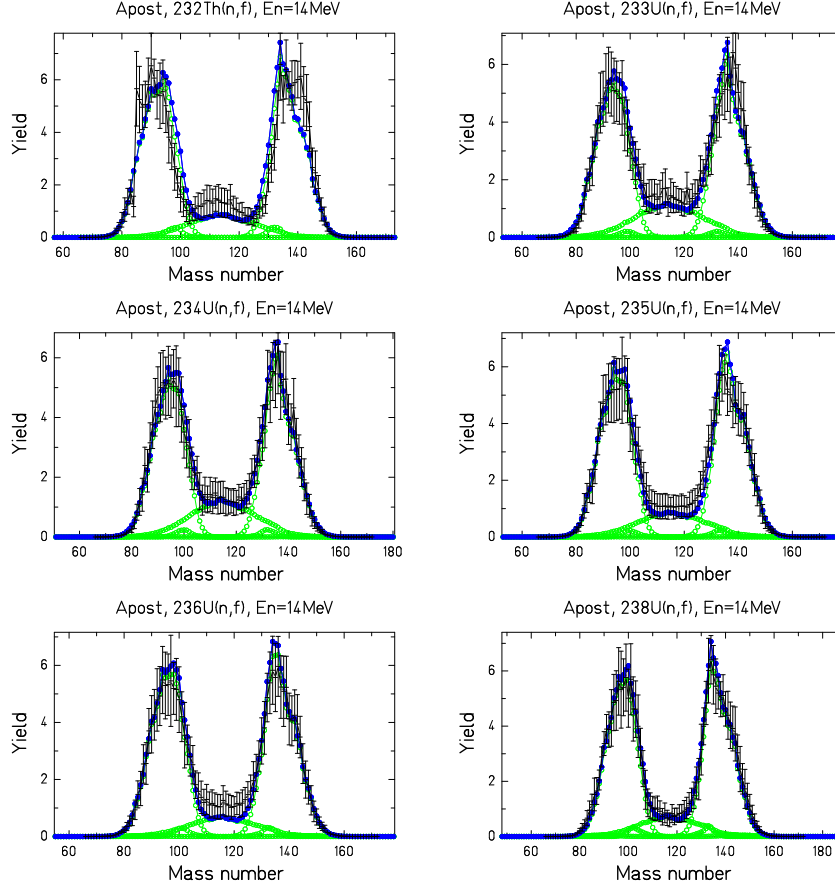 Apost, 232Th(n,f), En=14MeV
Yield
6
4
2
0
60 80 100 120 140 160
Mass number
Apost, 233U(n,f), En=14MeV
Yield
6
4
2
0
60 80 100 120 140 160 180
Mass number
Apost, 234U(n,f), En=14MeV
Yield
6
4
2
0
60 80 100 120 140 160 180
Mass number
Apost, 235U(n,f), En=14MeV
Yield
6
4
2
0
60 80 100 120 140 160 180
Mass number
Apost, 236U(n,f), En=14MeV
Yield
6
4
2
0
60 80 100 120 140 160
Mass number
Apost, 238U(n,f), En=14MeV
Yield
6
4
2
0
60 80 100 120 140 160 180
Mass number